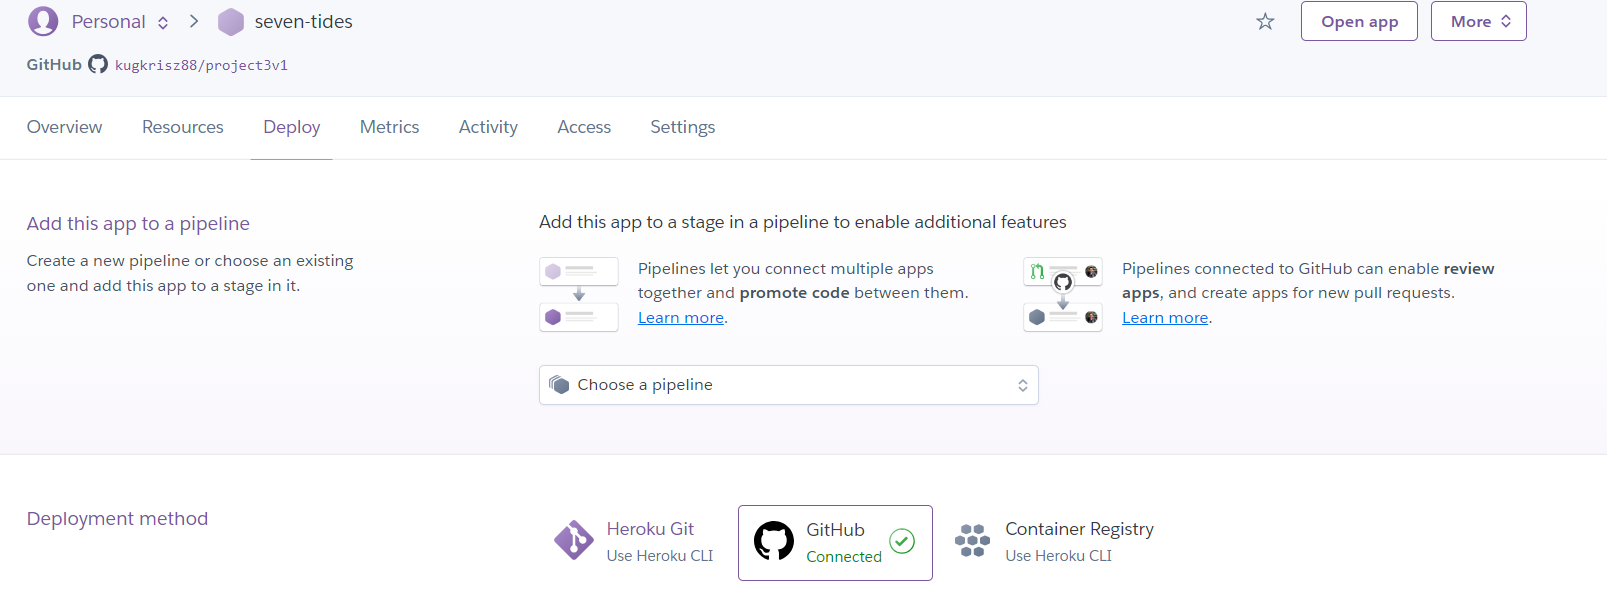 Personal seven-tides Open app More
GitHub kugkrisz88/project3v1
Overview Resources Deploy Metrics Activity Access Settings
Add this app to a pipeline
Create a new pipeline or choose an existing
one and add this app to a stage in it.
Add this app to a stage in a pipeline to enable additional features
Pipelines let you connect multiple apps
together and promote code between them.
Learn more.
Pipelines connected to GitHub can enable review
apps, and create apps for new pull requests.
Learn more.
Choose a pipeline
Deployment method
Heroku Git
Use Heroku CLI
GitHub
Connected
Container Registry
Use Heroku CLI